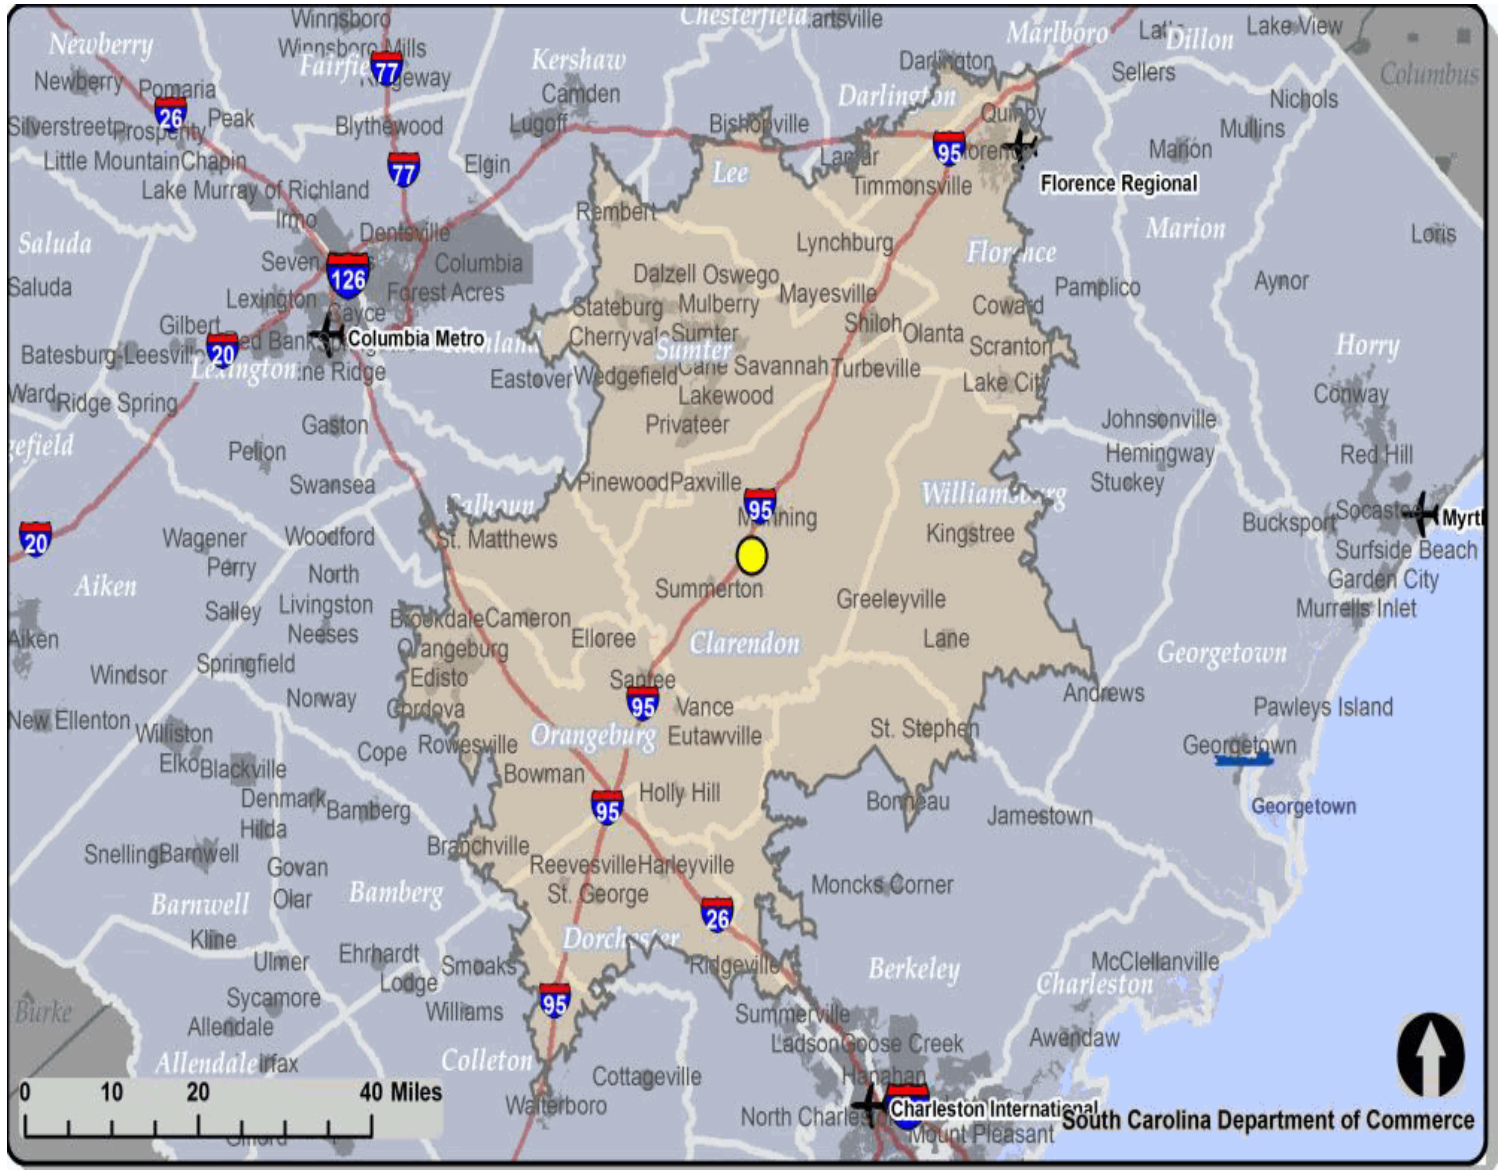 Winnsboro
Chesterfield
artsville
Marlboro
Dillon
Lake View
Newberry
Winnsboro Mills
77
Kershaw
Darlington
Sellers
Columbus
Newberry
Pomaria
Camden
Darlington
Nichols
26
Silverstreet
Prosperity
Peak
Blythewood
Lugoff
Bishopville
Quinby
Mullins
Little Mountain
Chapin
77
Elgin
Lee
Lamar
95
Marion
Lake Murray of Richland
Timmonsville
Florence Regional
Irmo
Rembert
Saluda
Dentsville
Lynchburg
Florence
Marion
Loris
Seven
126
Columbia
Dalzell
Oswego
Saluda
Lexington
Forest Acres
Stateburg
Mulberry
Mayesville
Coward
Pamplico
Aynor
Gilbert
Cayce
Columbia Metro
Sumter
Shiloh
Olanta
Scranton
Horry
Batesburg-Leesvill
20
Sumter
Lexington
Eastover
Wedgefield
Cane Savannah
Turbeville
Lake City
Ward
Ridge Spring
Lakewood
Conway
Gaston
Privateer
Johnsonville
gefield
Pelion
Hemingway
Red Hill
Swansea
Pinewood
Paxville
Williamsburg
Stuckey
Calhoun
95
Manning
Kingstree
Bucksport
Socastee
Myrtl
20
Wagener
Woodford
St. Matthews
Surfside Beach
Perry
North
Summerton
Garden City
Aiken
Salley
Livingston
Greeleyville
Murrells Inlet
Neeses
Brookdale
Cameron
Aiken
Orangeburg
Elloree
Clarendon
Lane
Georgetown
Windsor
Springfield
Edisto
Santee
Norway
Cordova
95
Vance
Andrews
Pawleys Island
New Ellenton
Williston
Cope
Rowesville
Orangeburg
Eutawville
St. Stephen
Georgetown
Elko
Blackville
Bowman
Holly Hill
Denmark
Bamberg
95
Bonneau
Jamestown
Georgetown
Hilda
Branchville
Snelling
Barnwell
Govan
Reevesville
Harleyville
Barnwell
Olar
Bamberg
St. George
Moncks Corner
26
Kline
Ulmer
Ehrhardt
Smoaks
Dorchester
Ridgeville
Berkeley
McClellanville
Burke
Sycamore
Lodge
Williams
95
Charleston
Allendale
Summerville
Awendaw
Allendale
irfax
Colleton
Ladson
Goose Creek
0 10 20 40 Miles
Cottageville
Hanahan
Walterboro
North Charles
Charleston International
South Carolina Department of Commerce
Mount Pleasant